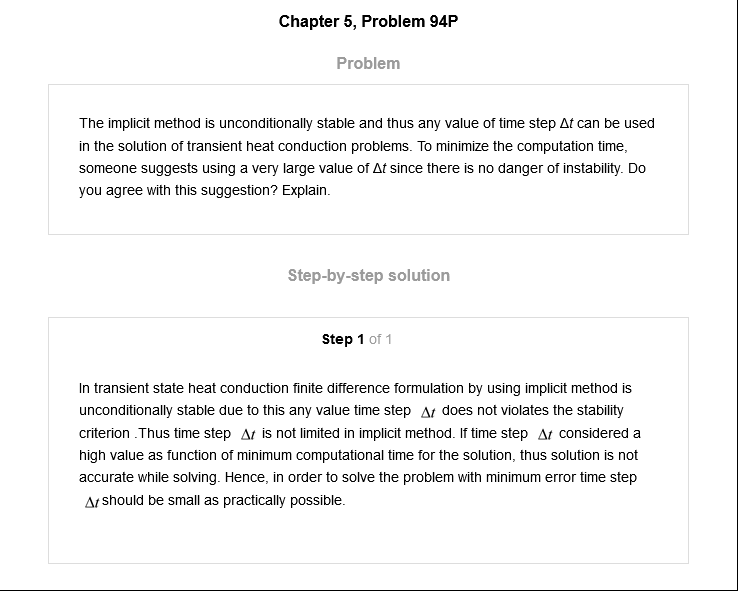 Chapter 5, Problem 94P
Problem
The implicit method is unconditionally stable and thus any value of time step Δt can be used
in the solution of transient heat conduction problems. To minimize the computation time,
someone suggests using a very large value of Δt since there is no danger of instability. Do
you agree with this suggestion? Explain.
Step-by-step solution
Step 1 of 1
In transient state heat conduction finite difference formulation by using implicit method is
unconditionally stable due to this any value time step Δt does not violates the stability
criterion .Thus time step Δt is not limited in implicit method. If time step Δt considered a
high value as function of minimum computational time for the solution, thus solution is not
accurate while solving. Hence, in order to solve the problem with minimum error time step
Δt should be small as practically possible.